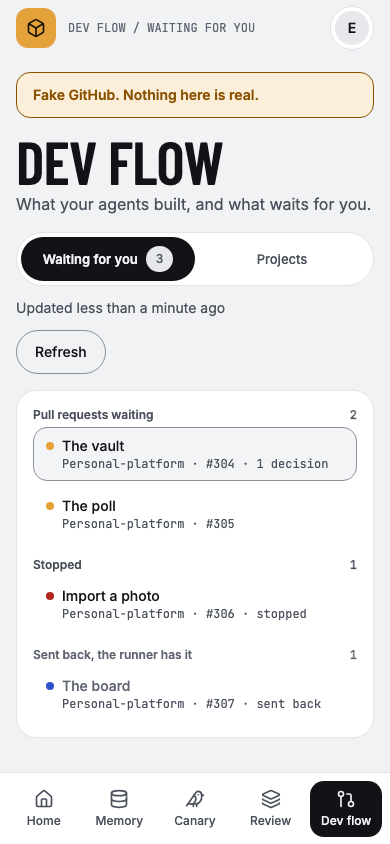 DEV FLOW / WAITING FOR YOU
E
Fake GitHub. Nothing here is real.
DEV FLOW
What your agents built, and what waits for you.
Waiting for you 3
Projects
Updated less than a minute ago
Refresh
Pull requests waiting 2
The vault
Personal-platform · #304 · 1 decision
The poll
Personal-platform · #305
Stopped 1
Import a photo
Personal-platform · #306 · stopped
Sent back, the runner has it 1
The board
Personal-platform · #307 · sent back
Home
Memory
Canary
Review
Dev flow